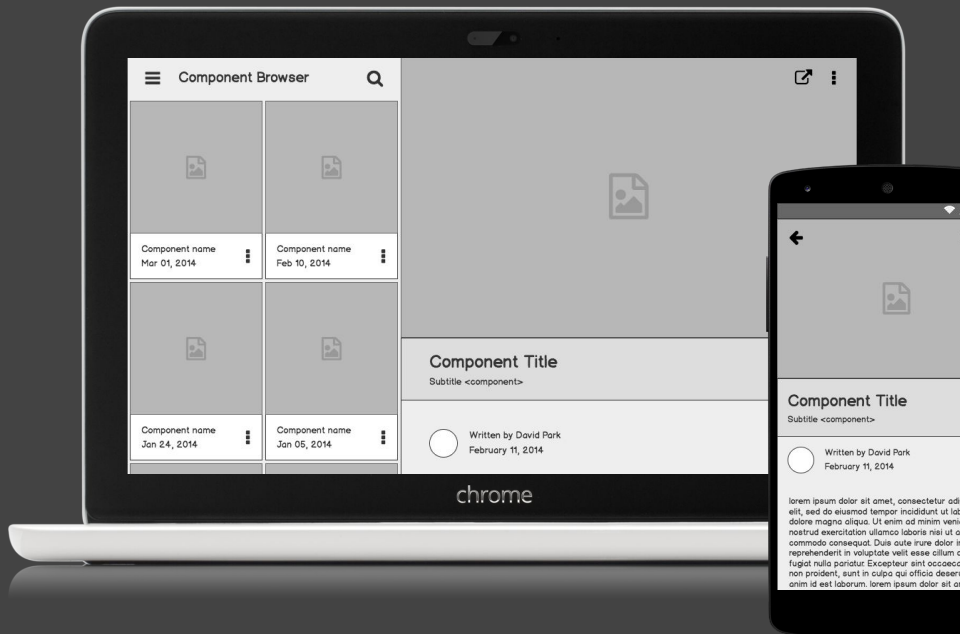 Component Browser
Component name
Mar 01, 2014
Component name
Feb 10, 2014
Component name
Jan 24, 2014
Component name
Jan 05, 2014
Component Title
Subtitle <component>
Written by David Park
February 11, 2014
chrome
Component Title
Subtitle <component>
Written by David Park
February 11, 2014
lorem ipsum dolor sit amet, consectetur adi
elit, sed do eiusmod tempor incididunt ut lab
dolore magna aliqua. Ut enim ad minim veni
nostrud exercitation ullamco laboris nisi ut a
commodo consequat. Duis aute irure dolor i
reprehenderit in voluptate velit esse cillum
fugiat nulla pariatur. Excepteur sint occaeca
non proident, sunt in culpa qui officia deser
anim id est laborum. lorem ipsum dolor sit a